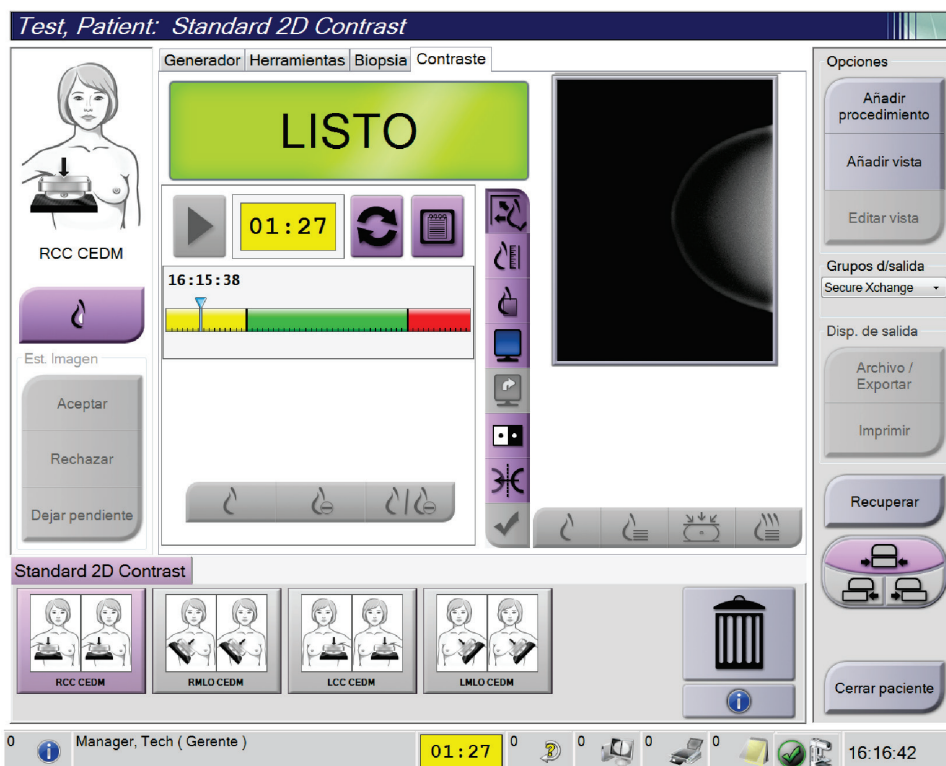 Test, Patient: Standard 2D Contrast
RCC CEDM
Est. Imagen
Aceptar
Rechazar
Dejar pendiente
Generador Herramientas Biopsia Contraste
LISTO
01:27
16:15:38
Opciones
Añadir
procedimiento
Añadir vista
Editar vista
Grupos d/salida
Secure Xchange
Disp. de salida
Archivo /
Exportar
Imprimir
Recuperar
Cerrar paciente
Standard 2D Contrast
RCC CEDM
RMLO CEDM
LCC CEDM
LMLO CEDM
0 Manager, Tech ( Gerente ) 01:27 0 0 0 0 16:16:42